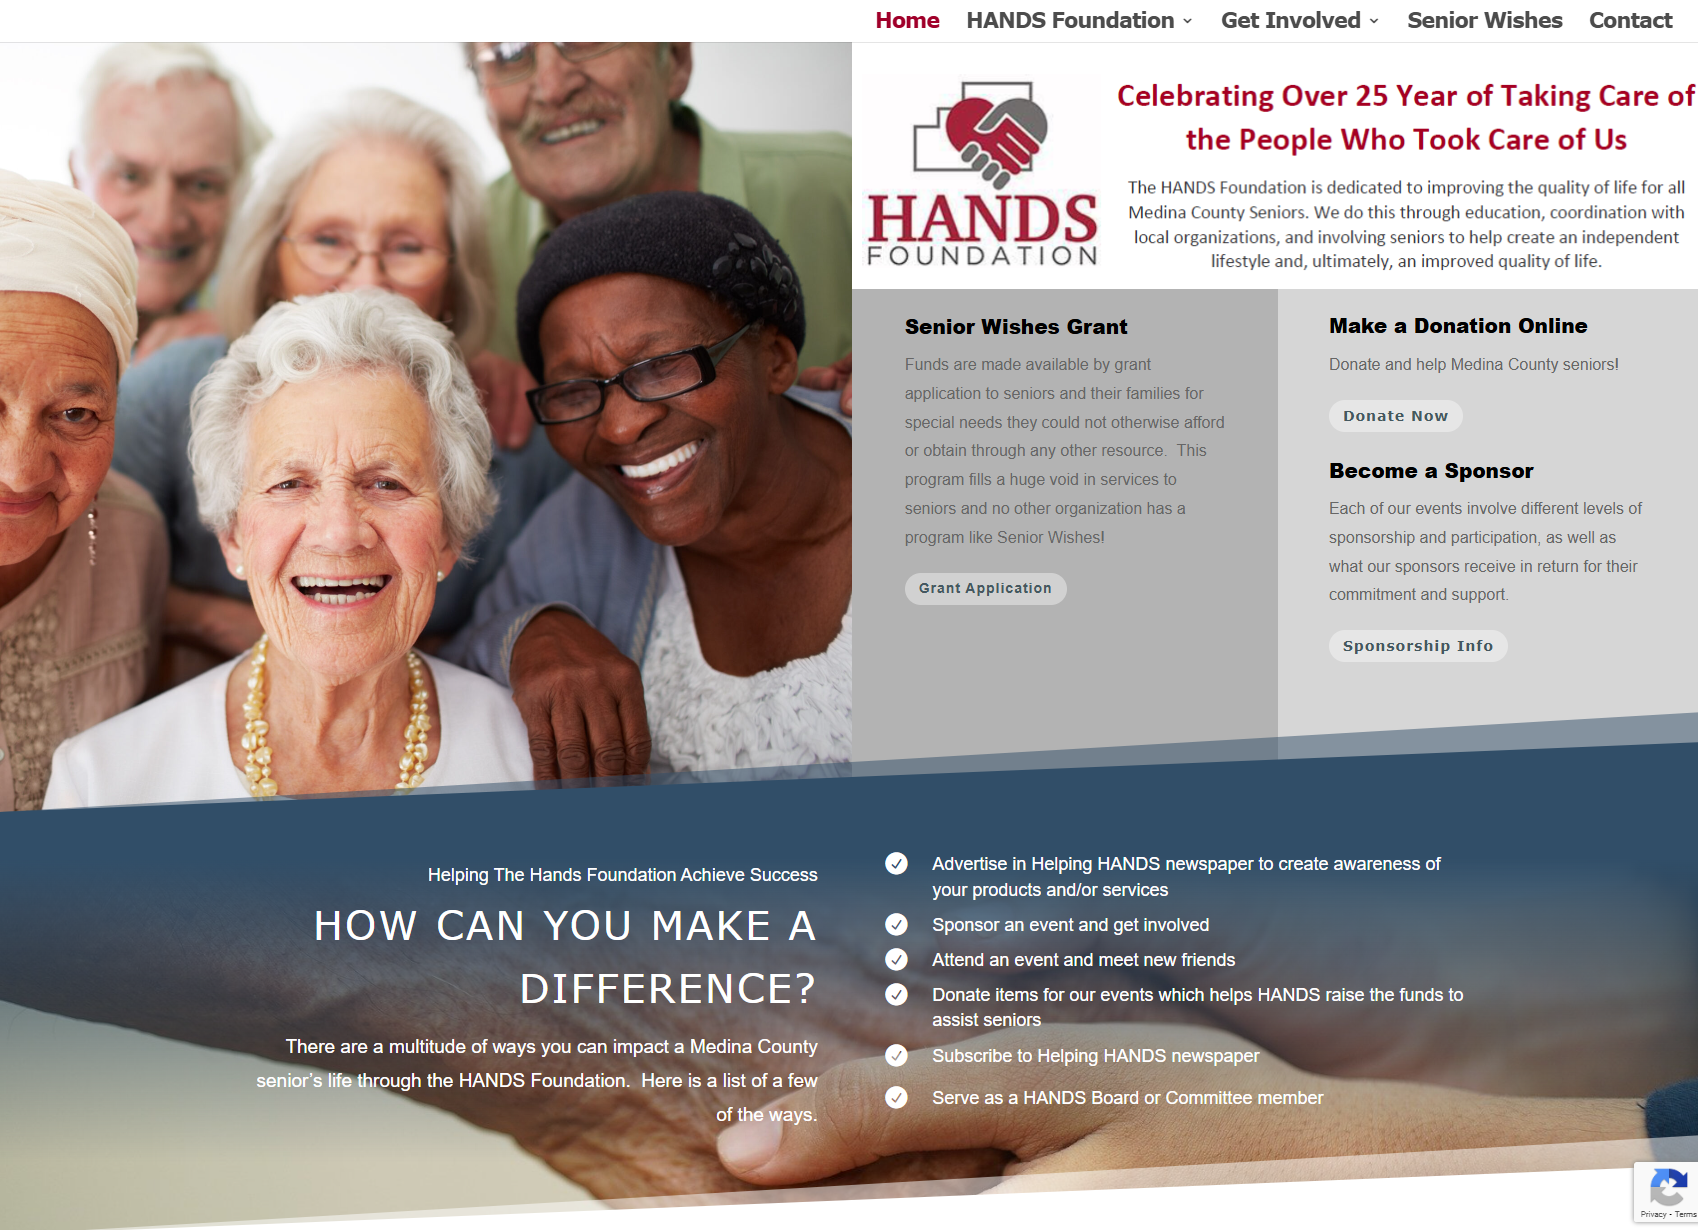 Home HANDS Foundation Get Involved Senior Wishes Contact
HANDS
FOUNDATION
Celebrating Over 25 Year of Taking Care of
the People Who Took Care of Us
The HANDS Foundation is dedicated to improving the quality of life for all
Medina County Seniors. We do this through education, coordination with
local organizations, and involving seniors to help create an independent
lifestyle and, ultimately, an improved quality of life.
Senior Wishes Grant
Funds are made available by grant
application to seniors and their families for
special needs they could not otherwise afford
or obtain through any other resource.  This
program fills a huge void in services to
seniors and no other organization has a
program like Senior Wishes!
Grant Application
Make a Donation Online
Donate and help Medina County seniors!
Donate Now
Become a Sponsor
Each of our events involve different levels of
sponsorship and participation, as well as
what our sponsors receive in return for their
commitment and support.
Sponsorship Info
Helping The Hands Foundation Achieve Success
HOW CAN YOU MAKE A
DIFFERENCE?
There are a multitude of ways you can impact a Medina County
senior’s life through the HANDS Foundation.  Here is a list of a few
of the ways.
Advertise in Helping HANDS newspaper to create awareness of
your products and/or services
Sponsor an event and get involved
Attend an event and meet new friends
Donate items for our events which helps HANDS raise the funds to
assist seniors
Subscribe to Helping HANDS newspaper
Serve as a HANDS Board or Committee member
Privacy - Terms